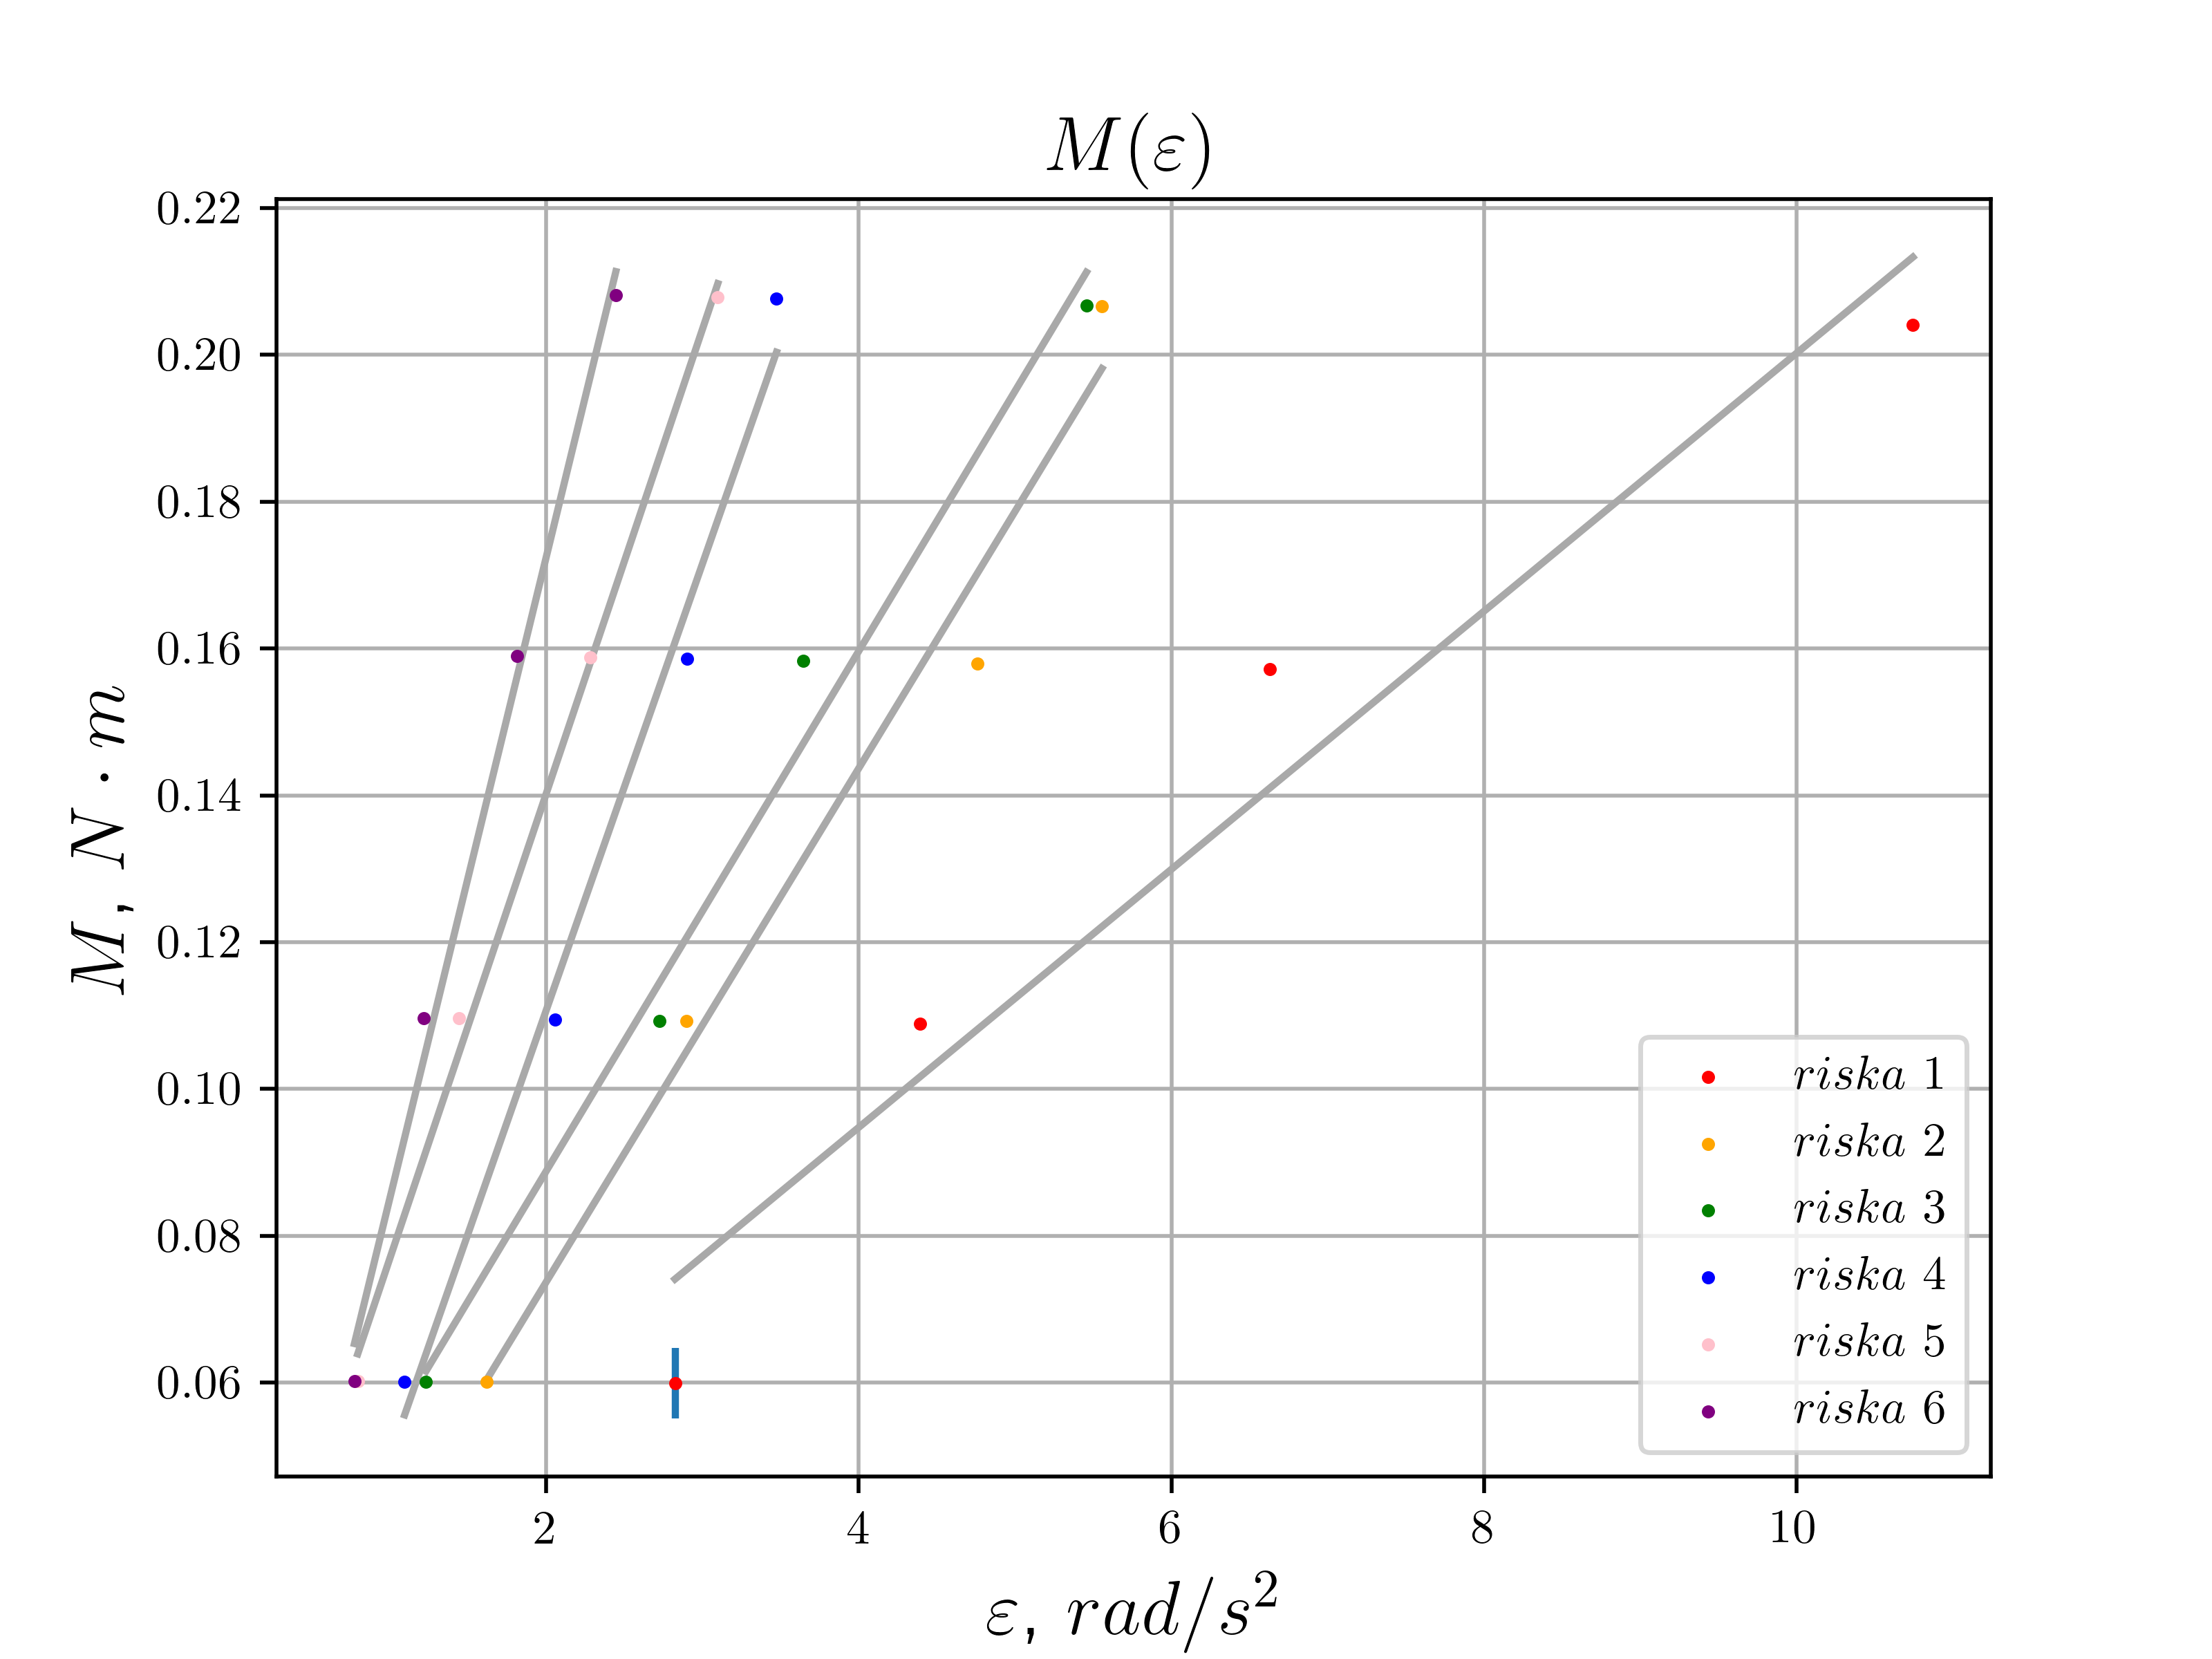 M(ε)
0.22
0.20
0.18
0.16
0.14
0.12
0.10
0.08
0.06
M, N · m
2 4 6 8 10
ε, rad/s²
riska 1
riska 2
riska 3
riska 4
riska 5
riska 6